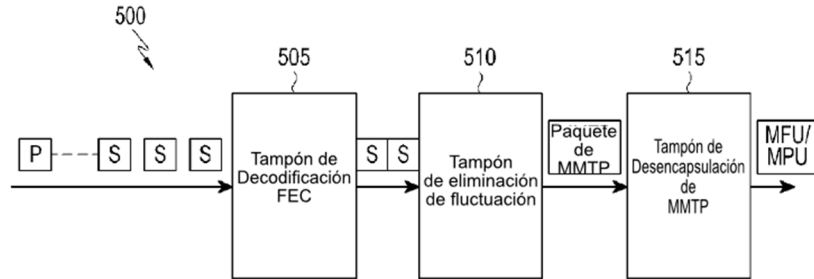 500
505
510
515
P
S
S
S
Tampón de
Decodificación
FEC
S
S
Tampón
de eliminación
de fluctuación
Paquete
de
MMTP
Tampón de
Desencapsulación
de
MMTP
MFU/
MPU